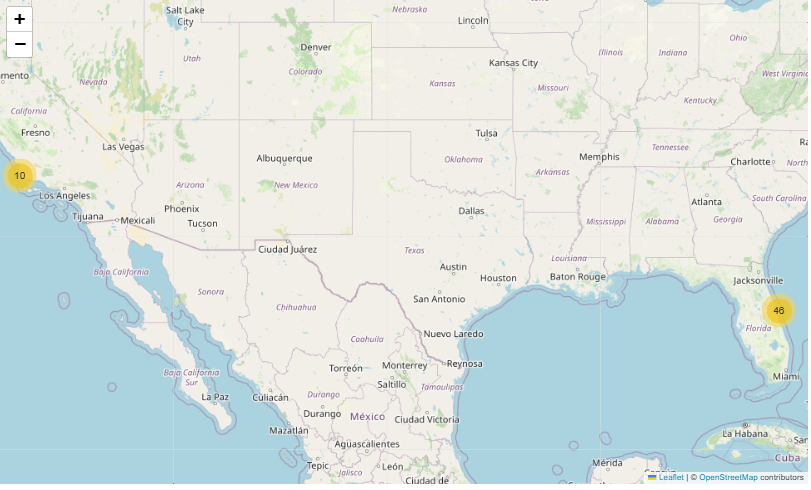 +
−
Salt Lake
City
Nebraska
Lincoln
Denver
Utah
Colorado
Kansas City
Kansas
Missouri
Illinois
Indiana
Ohio
West Virginia
Kentucky
Nevada
California
Fresno
Las Vegas
Tulsa
Albuquerque
Oklahoma
Memphis
Tennessee
Charlotte
Arkansas
10
Los Angeles
Arizona
New Mexico
Phoenix
Tucson
Tijuana
Mexicali
Dallas
Mississippi
Alabama
Atlanta
Georgia
South Carolina
Ciudad Juárez
Texas
Austin
Houston
Louisiana
Baton Rouge
Jacksonville
Baja California
Sonora
Chihuahua
San Antonio
46
Florida
Coahuila
Nuevo Laredo
Monterrey
Reynosa
Torreón
Saltillo
Tamaulipas
Miami
Baja California
Sur
La Paz
Culiacán
Durango
Durango
México
Ciudad Victoria
Mazatlán
Aguascalientes
La Habana
Cuba
Tepic
Jalisco
León
Ciudad de
Mérida
Leaflet | © OpenStreetMap contributors